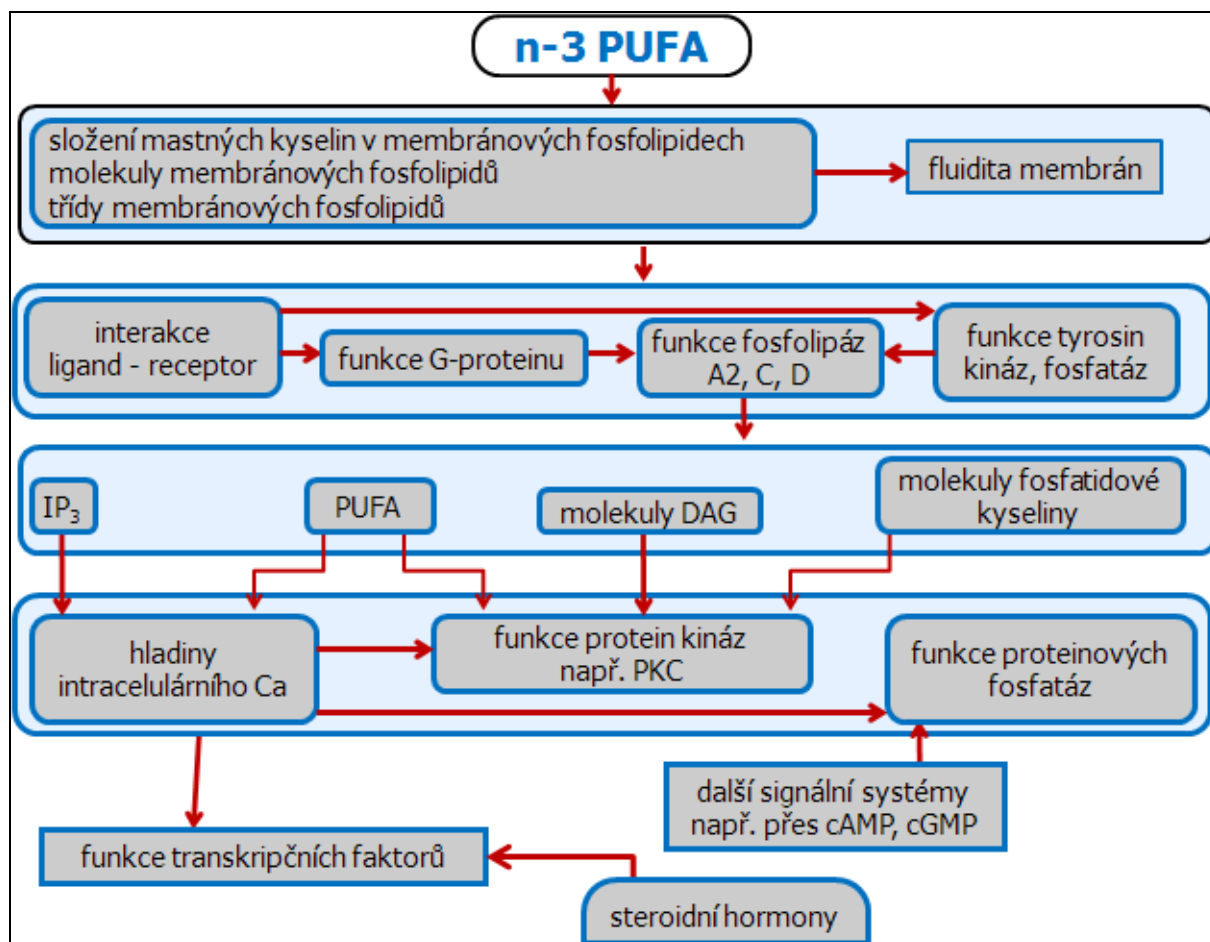 n-3 PUFA
složení mastných kyselin v membránových fosfolipidech
molekuly membránových fosfolipidů
třídy membránových fosfolipidů
fluidita membrán
interakce
ligand - receptor
funkce G-proteinu
funkce fosfolipáz
A2, C, D
funkce tyrosin
kináz, fosfatáz
IP₃
PUFA
molekuly DAG
molekuly fosfatidové
kyseliny
hladiny
intracelulárního Ca
funkce protein kináz
např. PKC
funkce proteinových
fosfatáz
další signální systémy
např. přes cAMP, cGMP
funkce transkripčních faktorů
steroidní hormony